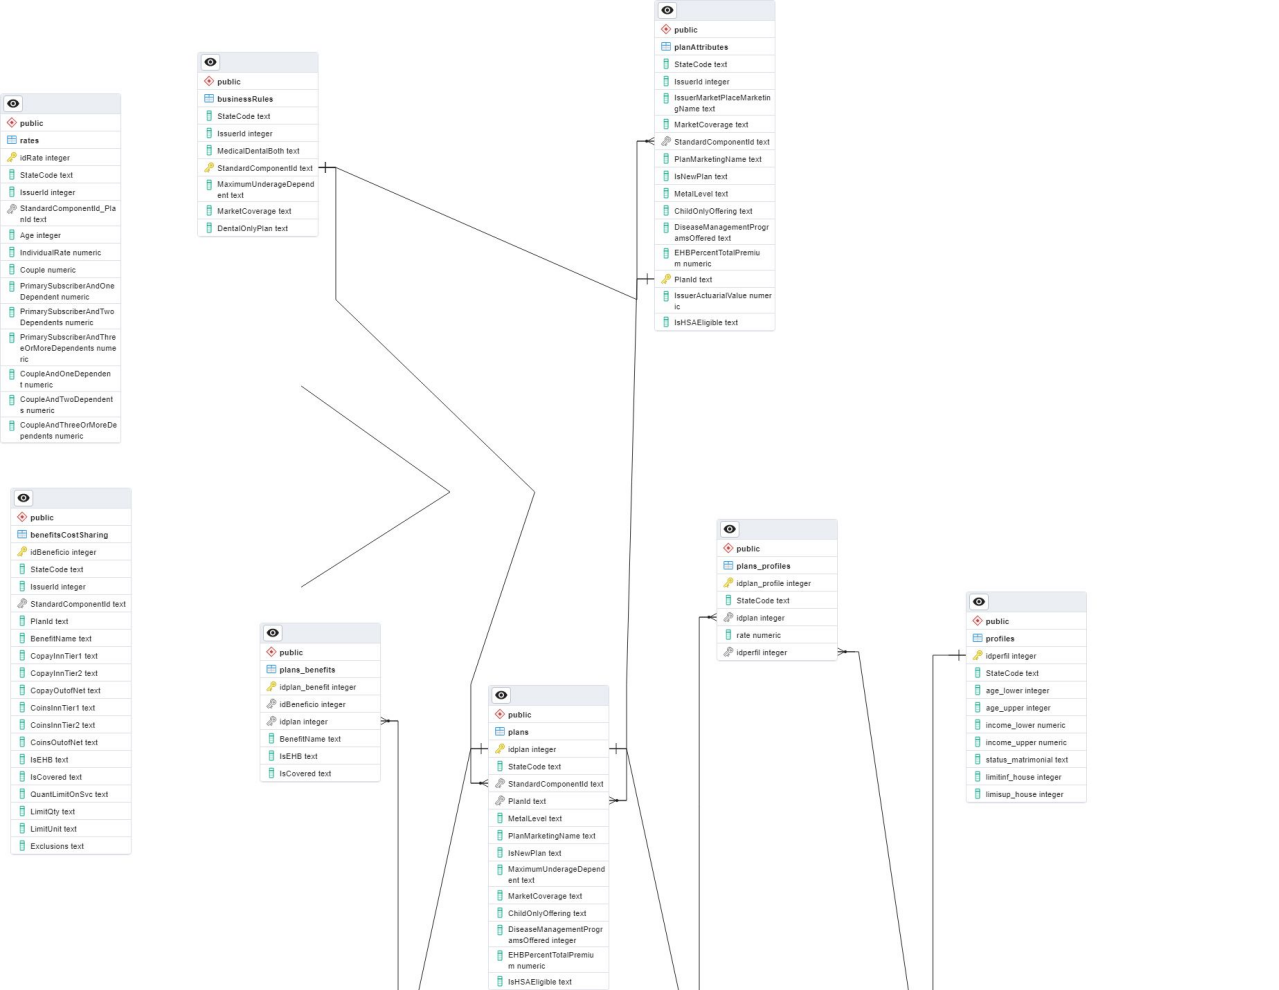 public
rates
idRate integer
StateCode text
IssuerId integer
StandardComponentId_Pla
nId text
Age integer
IndividualRate numeric
Couple numeric
PrimarySubscriberAndOne
Dependent numeric
PrimarySubscriberAndTwo
Dependents numeric
PrimarySubscriberAndThre
eOrMoreDependents nume
ric
CoupleAndOneDependen
t numeric
CoupleAndTwoDependent
s numeric
CoupleAndThreeOrMoreDe
pendents numeric
public
businessRules
StateCode text
IssuerId integer
MedicalDentalBoth text
StandardComponentId text
MaximumUnderageDepend
ent text
MarketCoverage text
DentalOnlyPlan text
public
planAttributes
StateCode text
IssuerId integer
IssuerMarketPlaceMarketin
gName text
MarketCoverage text
StandardComponentId text
PlanMarketingName text
IsNewPlan text
MetalLevel text
ChildOnlyOffering text
DiseaseManagementProgr
amsOffered text
EHBPercentTotalPremiu
m numeric
PlanId text
IssuerActuarialValue numer
ic
IsHSAEligible text
public
benefitsCostSharing
idBeneficio integer
StateCode text
IssuerId integer
StandardComponentId text
PlanId text
BenefitName text
CopayInnTier1 text
CopayInnTier2 text
CopayOutofNet text
CoinsInnTier1 text
CoinsInnTier2 text
CoinsOutofNet text
IsEHB text
IsCovered text
QuantLimitOnSvc text
LimitQty text
LimitUnit text
Exclusions text
public
plans_benefits
idplan_benefit integer
idBeneficio integer
idplan integer
BenefitName text
IsEHB text
IsCovered text
public
plans
idplan integer
StateCode text
StandardComponentId text
PlanId text
MetalLevel text
PlanMarketingName text
IsNewPlan text
MaximumUnderageDepend
ent text
MarketCoverage text
ChildOnlyOffering text
DiseaseManagementProgr
amsOffered integer
EHBPercentTotalPremiu
m numeric
IsHSAEligible text
public
plans_profiles
idplan_profile integer
StateCode text
idplan integer
rate numeric
idperfil integer
public
profiles
idperfil integer
StateCode text
age_lower integer
age_upper integer
income_lower numeric
income_upper numeric
status_matrimonial text
limitinf_house integer
limisup_house integer